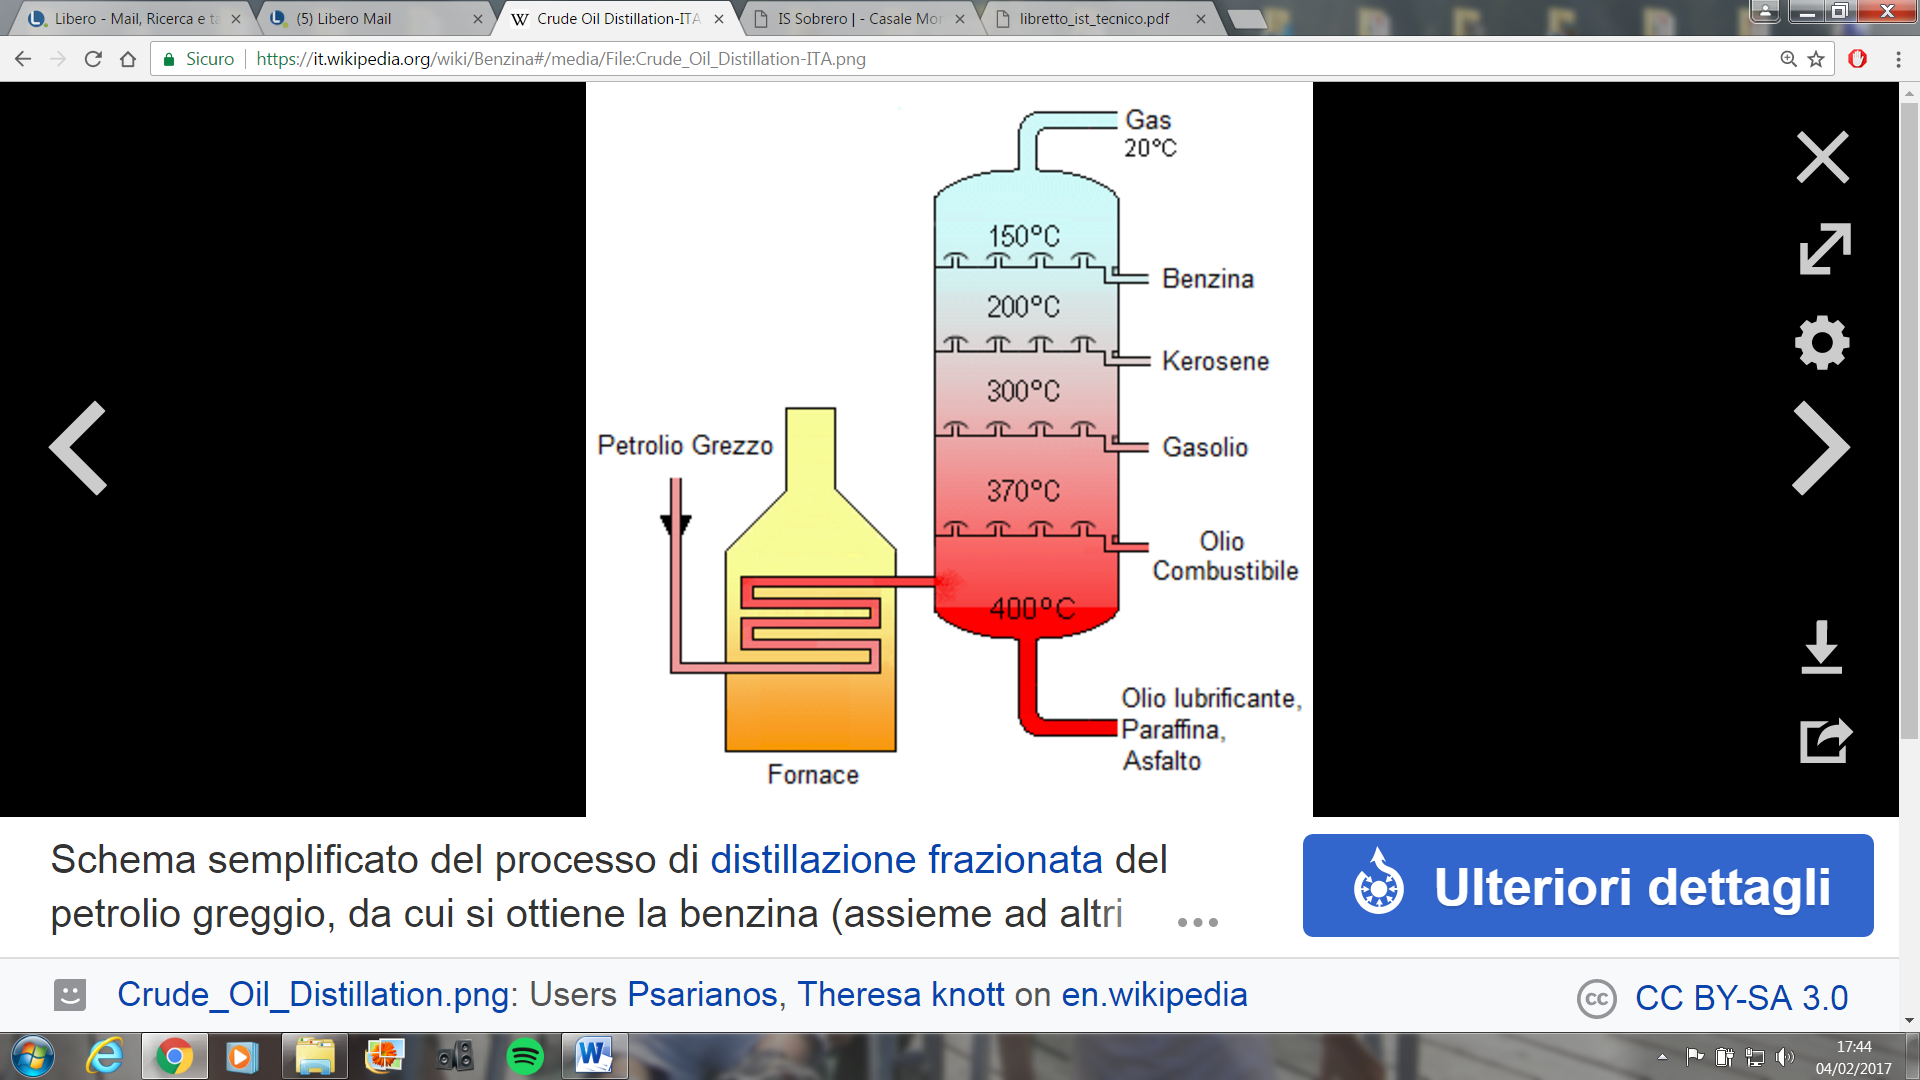 Libero - Mail, Ricerca e ta
(5) Libero Mail
Crude Oil Distillation-ITA
IS Sobrero | - Casale Mon
libretto_ist_tecnico.pdf
Sicuro
https://it.wikipedia.org/wiki/Benzina#/media/File:Crude_Oil_Distillation-ITA.png
Gas
20°C
150°C
Benzina
200°C
Kerosene
300°C
Petrolio Grezzo
Gasolio
370°C
Olio
Combustibile
400°C
Olio lubrificante,
Paraffina,
Asfalto
Fornace
Schema semplificato del processo di distillazione frazionata del
petrolio greggio, da cui si ottiene la benzina (assieme ad altri ...
Ulteriori dettagli
Crude_Oil_Distillation.png: Users Psarianos, Theresa knott on en.wikipedia
cc CC BY-SA 3.0
17:44
04/02/2017